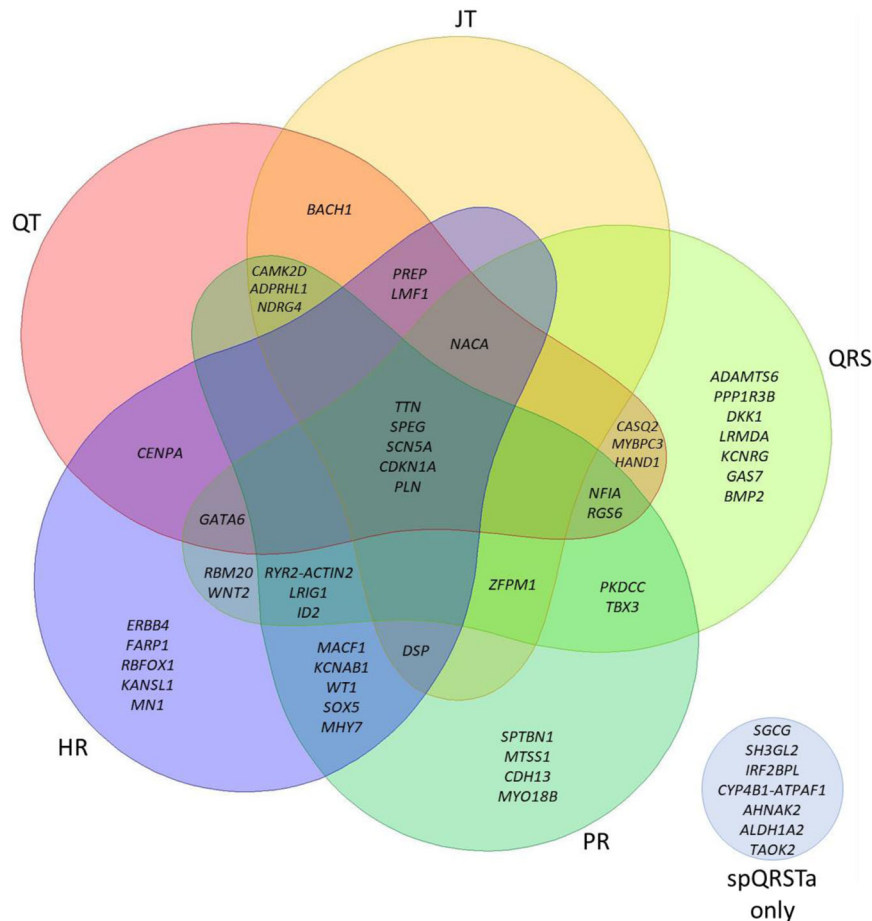 JT
QT
BACH1
CAMK2D
ADPRHL1
NDRG4
PREP
LMF1
NACA
QRS
ADAMTS6
PPP1R3B
DKK1
LRMDA
KCNRG
GAS7
BMP2
CASQ2
MYBPC3
HAND1
TTN
SPEG
SCN5A
CDKN1A
PLN
CENPA
NFIA
RGS6
GATA6
RBM20
WNT2
RYR2-ACTIN2
LRIG1
ID2
ZFPM1
PKDCC
TBX3
ERBB4
FARP1
RBFOX1
KANSL1
MN1
MACF1
KCNAB1
WT1
SOX5
MHY7
DSP
HR
SPTBN1
MTSS1
CDH13
MYO18B
PR
SGCG
SH3GL2
IRF2BPL
CYP4B1-ATPAF1
AHNAK2
ALDH1A2
TAOK2
spQRSTa
only